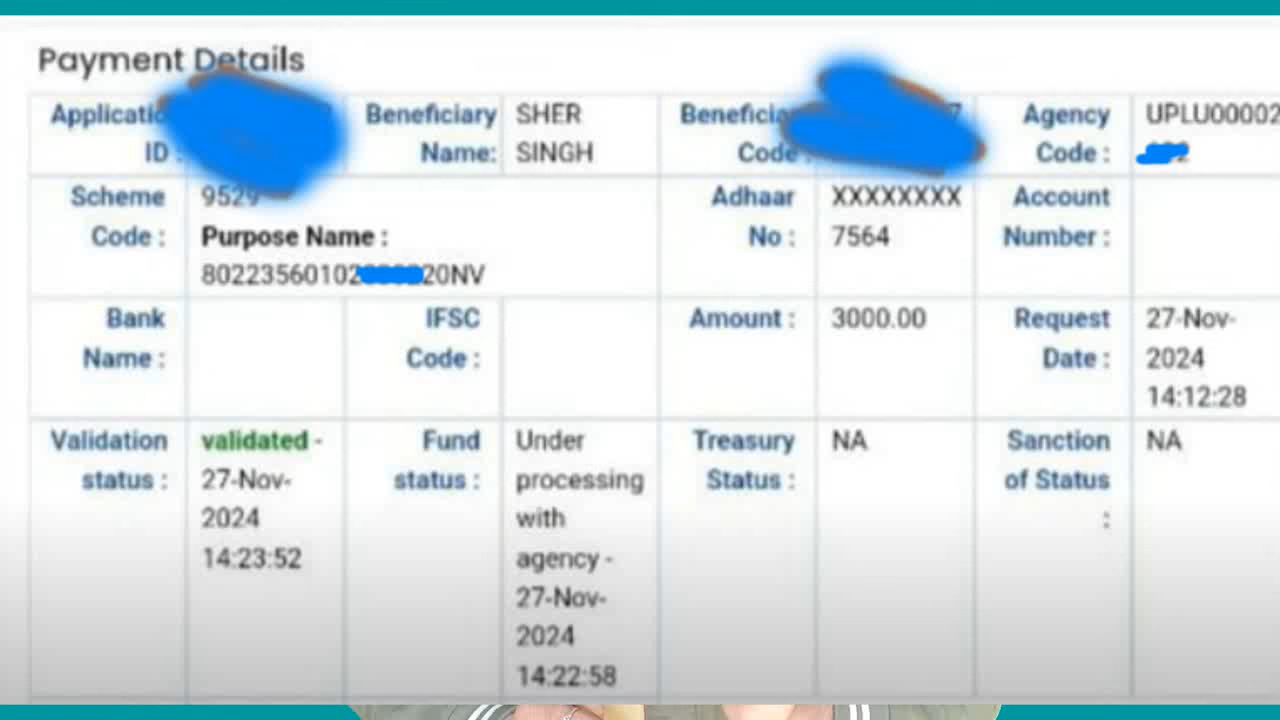 Payment Details
Applicatio
ID :
Beneficiary
Name:
SHER
SINGH
Beneficia
Code :
7
Agency
Code :
UPLU00002
2
Scheme
Code :
9529
Purpose Name :
80223560102 20NV
Adhaar
No :
XXXXXXXX
7564
Account
Number :
Bank
Name :
IFSC
Code :
Amount :
3000.00
Request
Date :
27-Nov-
2024
14:12:28
Validation
status :
validated -
27-Nov-
2024
14:23:52
Fund
status :
Under
processing
with
agency -
27-Nov-
2024
14:22:58
Treasury
Status :
NA
Sanction
of Status
:
NA